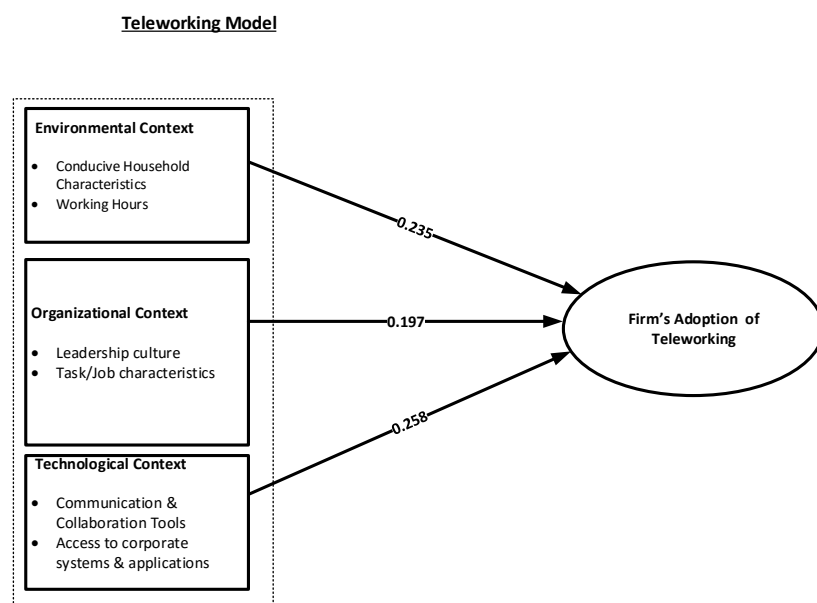 Teleworking Model
Environmental Context
• Conducive Household
Characteristics
• Working Hours
0.235
Organizational Context
• Leadership culture
• Task/Job characteristics
0.197
Firm's Adoption of
Teleworking
Technological Context
• Communication &
Collaboration Tools
• Access to corporate
systems & applications
0.258